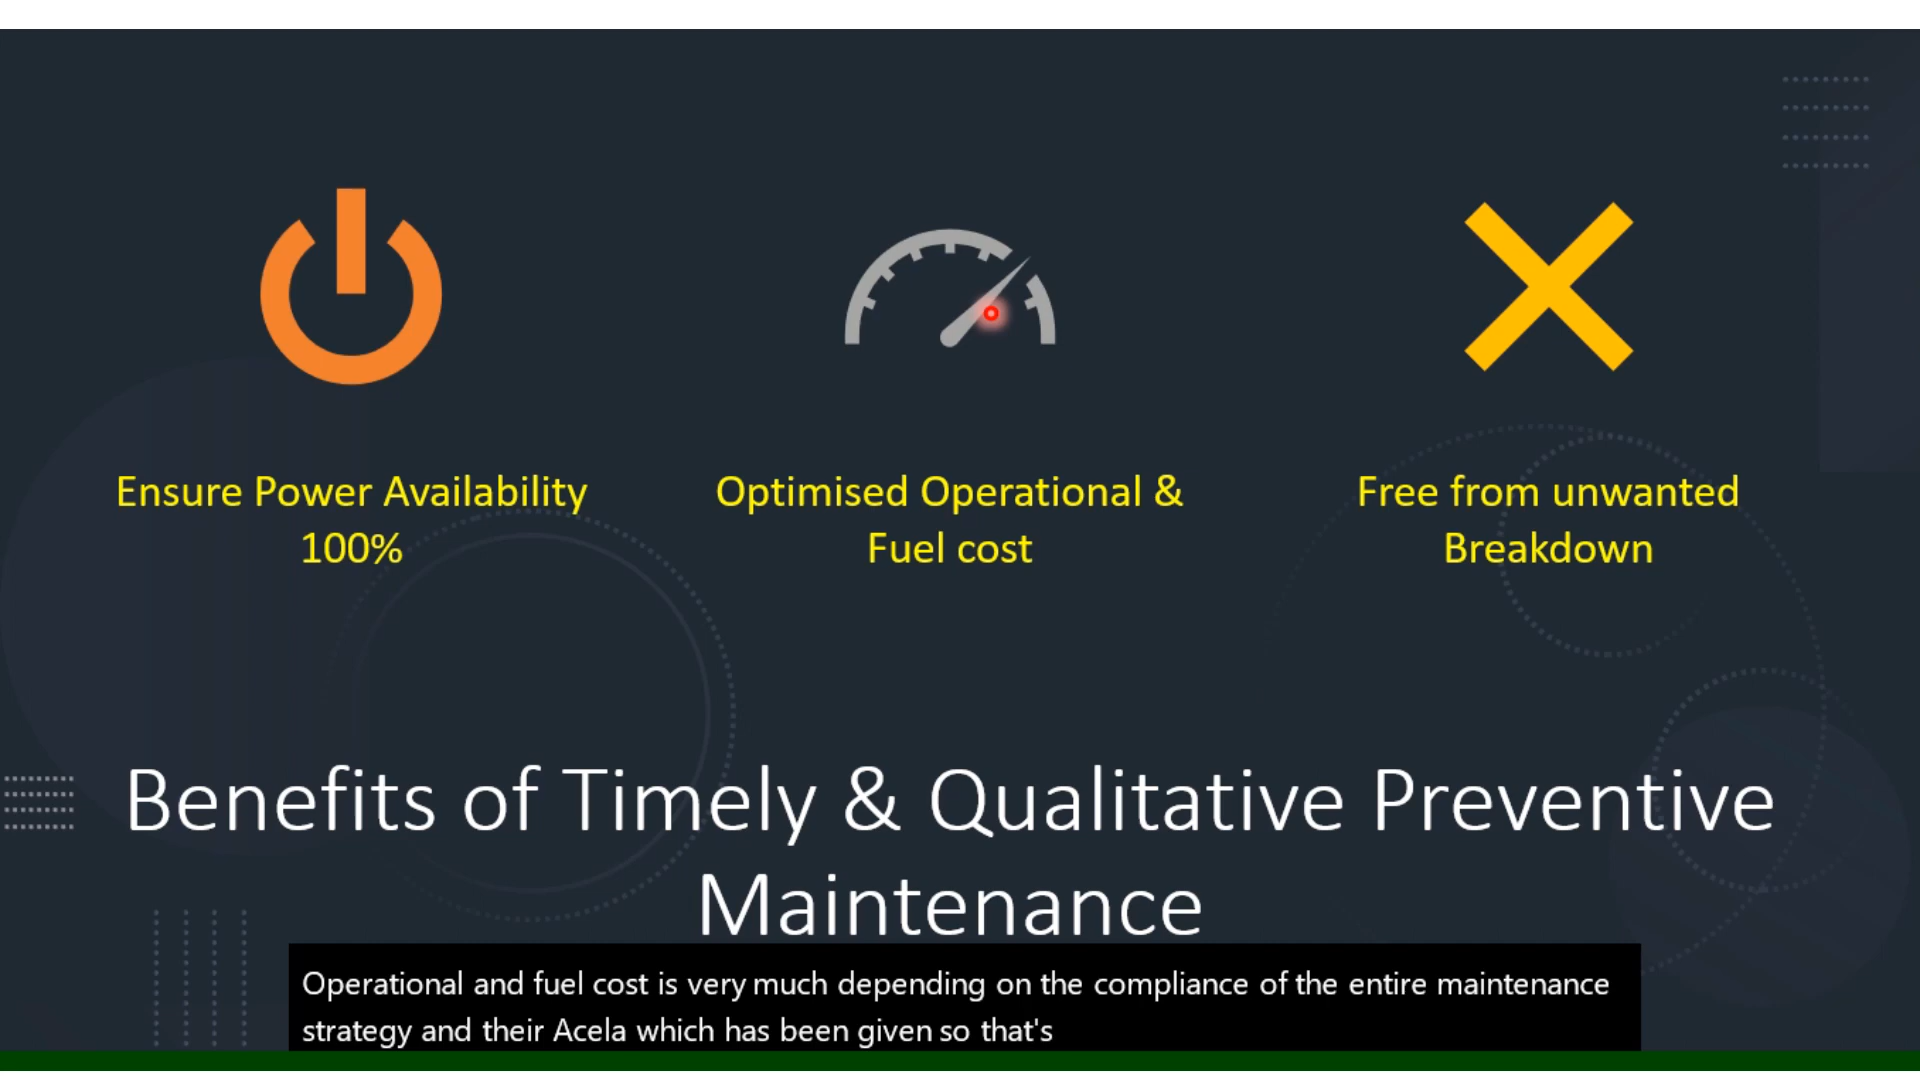 Ensure Power Availability
100%
Optimised Operational &
Fuel cost
Free from unwanted
Breakdown
Benefits of Timely & Qualitative Preventive
Maintenance
Operational and fuel cost is very much depending on the compliance of the entire maintenance
strategy and their Acela which has been given so that's